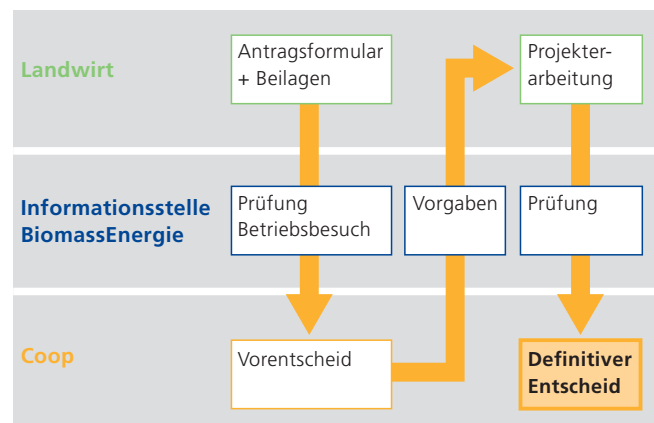 Landwirt
Antragsformular
+ Beilagen
Projekter-
arbeitung
Informationsstelle
BiomassEnergie
Prüfung
Betriebsbesuch
Vorgaben
Prüfung
Coop
Vorentscheid
Definitiver
Entscheid